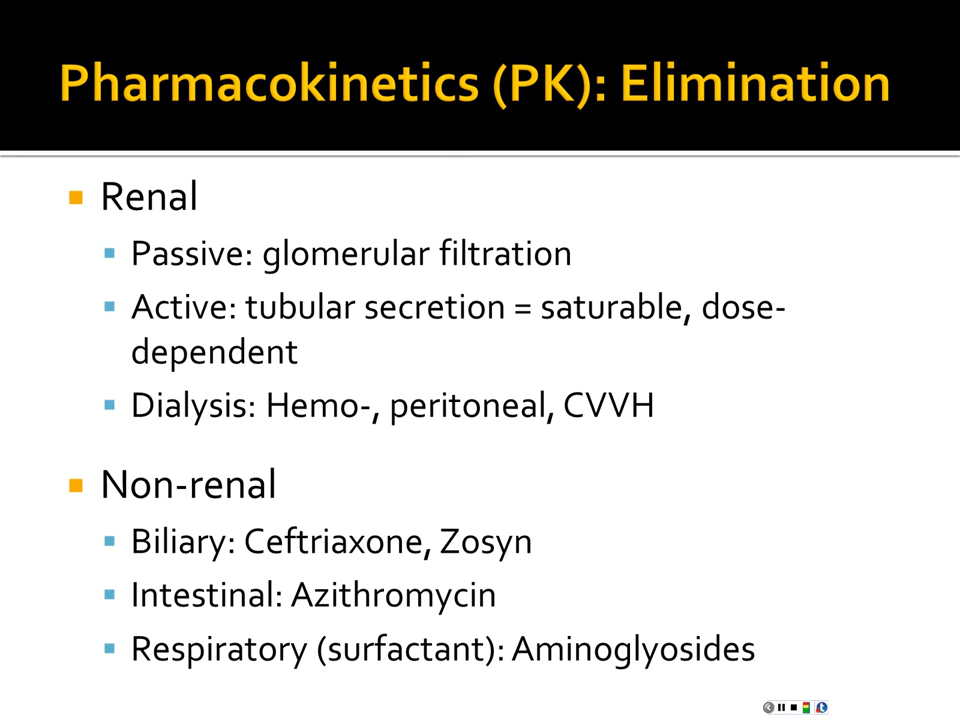 Pharmacokinetics (PK): Elimination
Renal
Passive: glomerular filtration
Active: tubular secretion = saturable, dose-
dependent
Dialysis: Hemo-, peritoneal, CVVH
Non-renal
Biliary: Ceftriaxone, Zosyn
Intestinal: Azithromycin
Respiratory (surfactant): Aminoglyosides